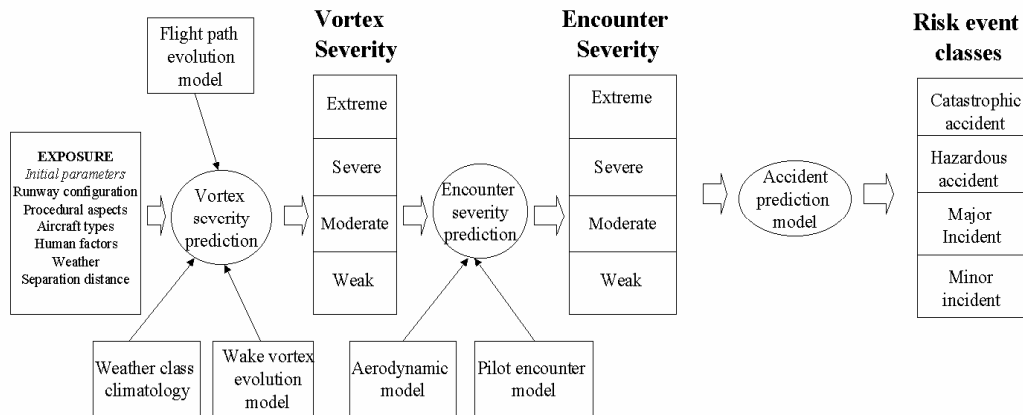 Flight path
evolution
model
Vortex
Severity
Encounter
Severity
Risk event
classes
EXPOSURE
Initial parameters
Runway configuration
Procedural aspects
Aircraft types
Human factors
Weather
Separation distance
Vortex
severity
prediction
Extreme
Severe
Moderate
Weak
Encounter
severity
prediction
Extreme
Severe
Moderate
Weak
Accident
prediction
model
Catastrophic
accident
Hazardous
accident
Major
Incident
Minor
incident
Weather class
climatology
Wake vortex
evolution
model
Aerodynamic
model
Pilot encounter
model